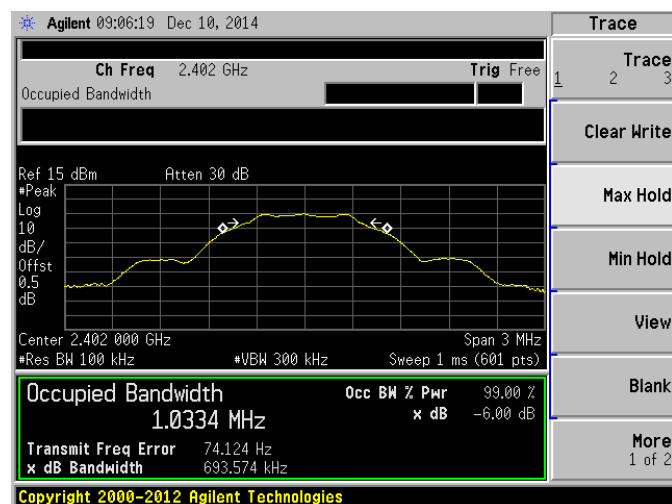 Agilent 09:06:19 Dec 10, 2014
Trace
Ch Freq 2.402 GHz Trig Free
Occupied Bandwidth
Trace
1 2 3
Clear Write
Max Hold
Min Hold
View
Blank
More
1 of 2
Ref 15 dBm Atten 30 dB
#Peak
Log
10
dB/
Offst
0.5
dB
Center 2.402 000 GHz Span 3 MHz
#Res BW 100 kHz #VBW 300 kHz Sweep 1 ms (601 pts)
Occupied Bandwidth Occ BW % Pwr 99.00 %
1.0334 MHz x dB -6.00 dB
Transmit Freq Error 74.124 Hz
x dB Bandwidth 693.574 kHz
Copyright 2000-2012 Agilent Technologies